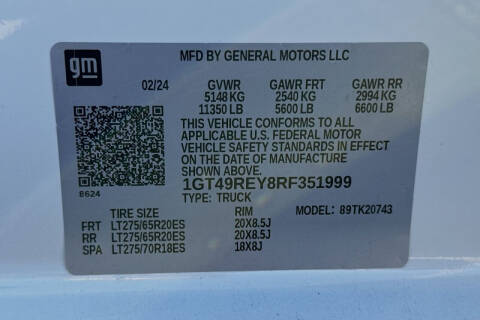 gm
MFD BY GENERAL MOTORS LLC
02/24 GVWR GAWR FRT GAWR RR
5148 KG 2540 KG 2994 KG
11350 LB 5600 LB 6600 LB
THIS VEHICLE CONFORMS TO ALL
APPLICABLE U.S. FEDERAL MOTOR
VEHICLE SAFETY STANDARDS IN EFFECT
ON THE DATE OF MANUFACTURE
SHOWN ABOVE.
8624
1GT49REY8RF351999
TYPE: TRUCK
TIRE SIZE RIM MODEL: 89TK20743
FRT LT275/65R20ES 20X8.5J
RR LT275/65R20ES 20X8.5J
SPA LT275/70R18ES 18X8J